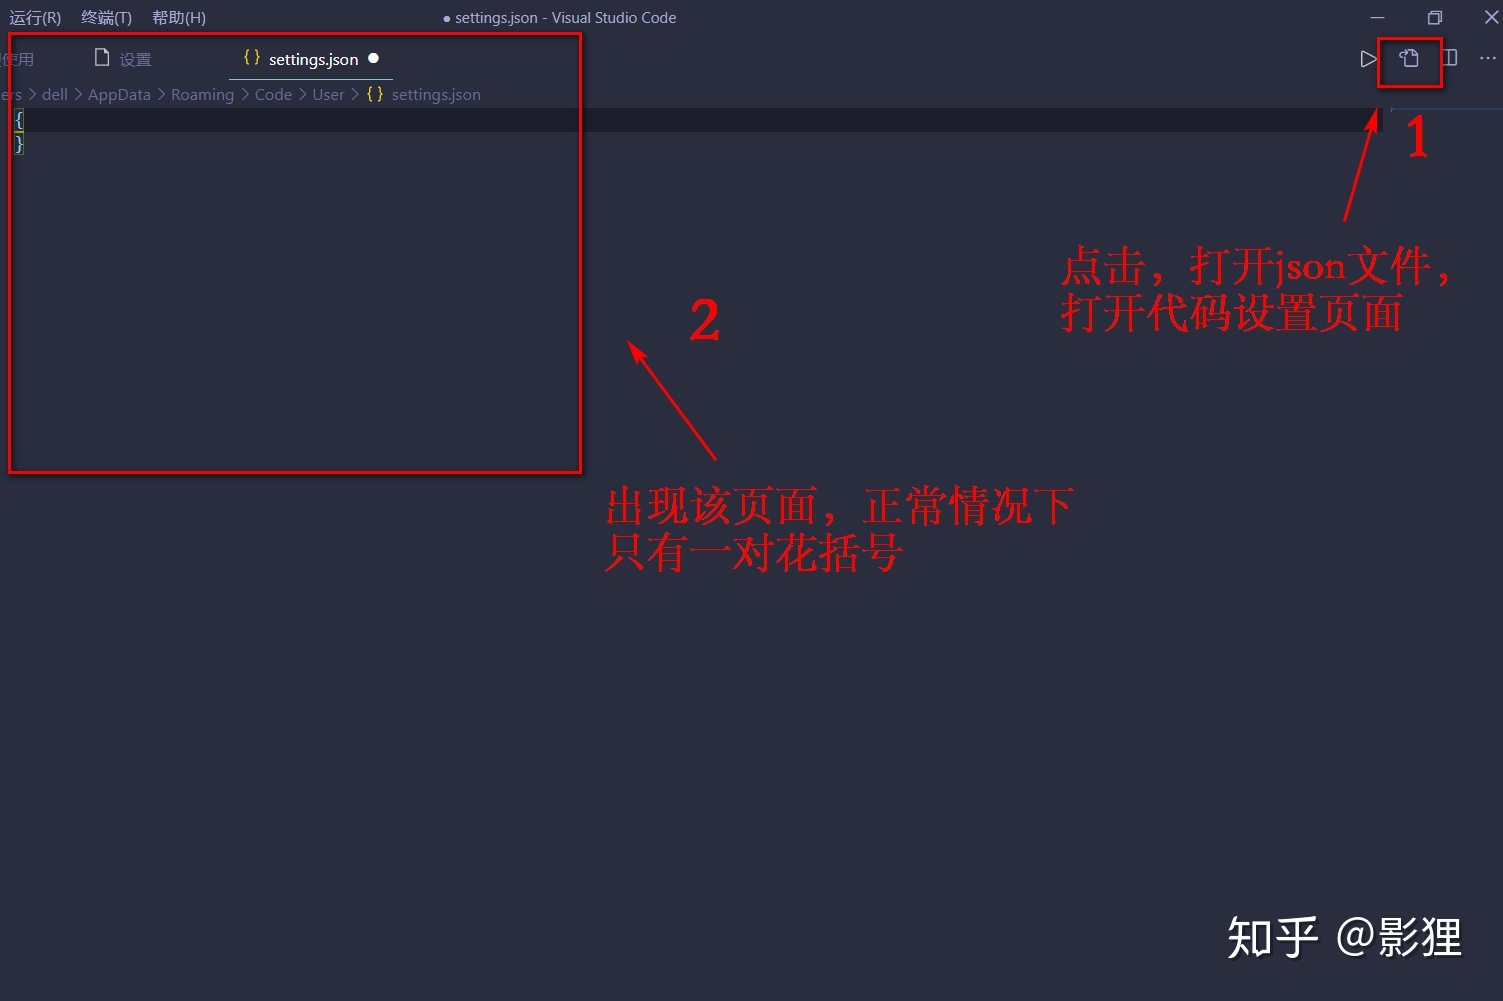 运行(R) 终端(T) 帮助(H) ● settings.json - Visual Studio Code
使用 设置 {} settings.json ●
ers > dell > AppData > Roaming > Code > User > {} settings.json
{
}
1
点击，打开json文件，
打开代码设置页面
2
出现该页面，正常情况下
只有一对花括号
知乎 @影狸